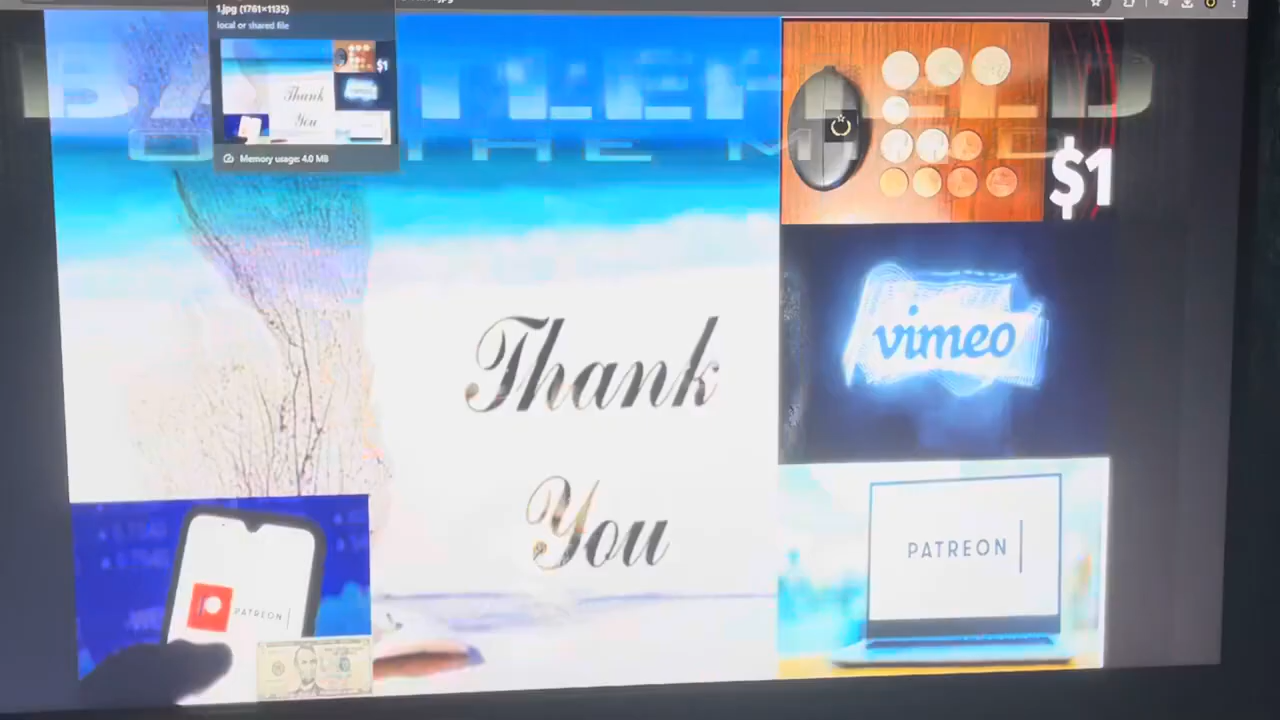 1.jpg (1761×1135)
local or shared file
Memory usage: 4.0 MB
$1
vimeo
Thank
You
PATREON
PATREON